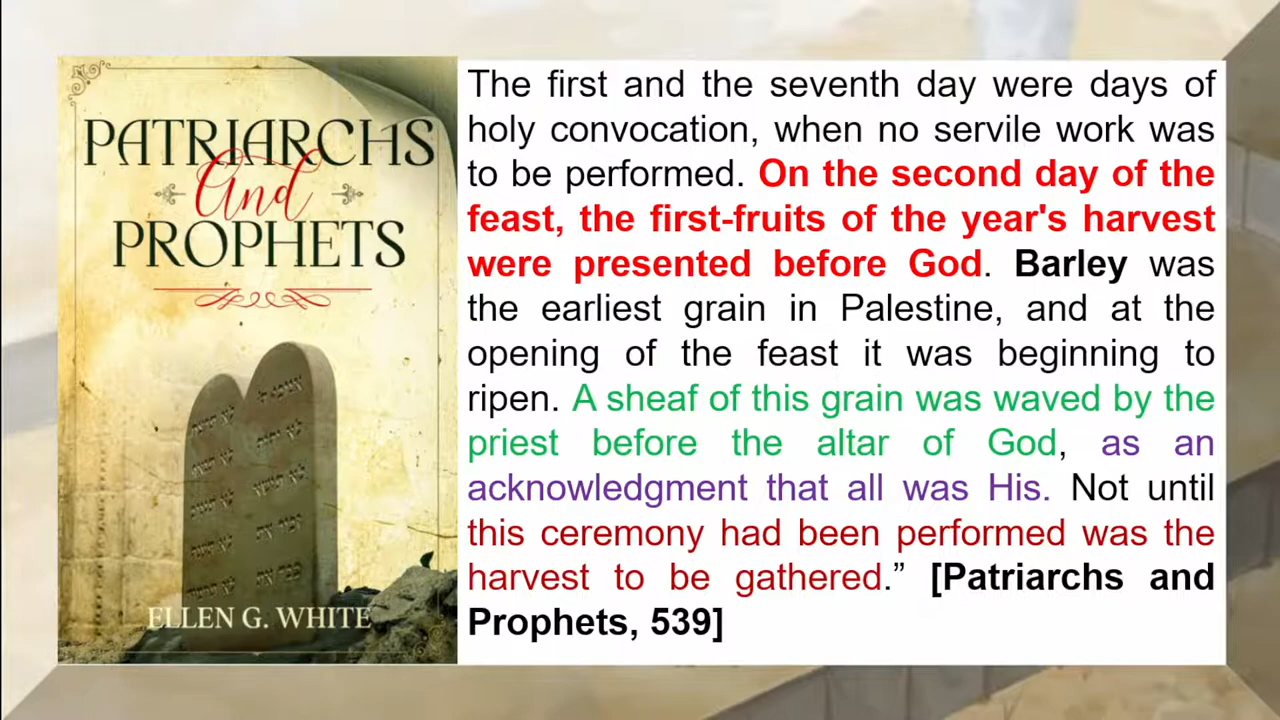 PATRIARCHS
And
PROPHETS
ELLEN G. WHITE
The first and the seventh day were days of
holy convocation, when no servile work was
to be performed. On the second day of the
feast, the first-fruits of the year's harvest
were presented before God. Barley was
the earliest grain in Palestine, and at the
opening of the feast it was beginning to
ripen. A sheaf of this grain was waved by the
priest before the altar of God, as an
acknowledgment that all was His. Not until
this ceremony had been performed was the
harvest to be gathered.” [Patriarchs and
Prophets, 539]